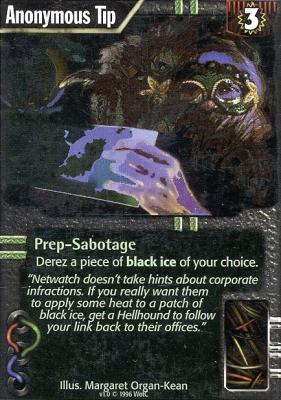 Anonymous Tip
3
Prep-Sabotage
Derez a piece of black ice of your choice.
"Netwatch doesn't take hints about corporate
infractions. If you really want them
to apply some heat to a patch of
black ice, get a Hellhound to follow
your link back to their offices."
Illus. Margaret Organ-Kean
v1.0 © 1996 WotC